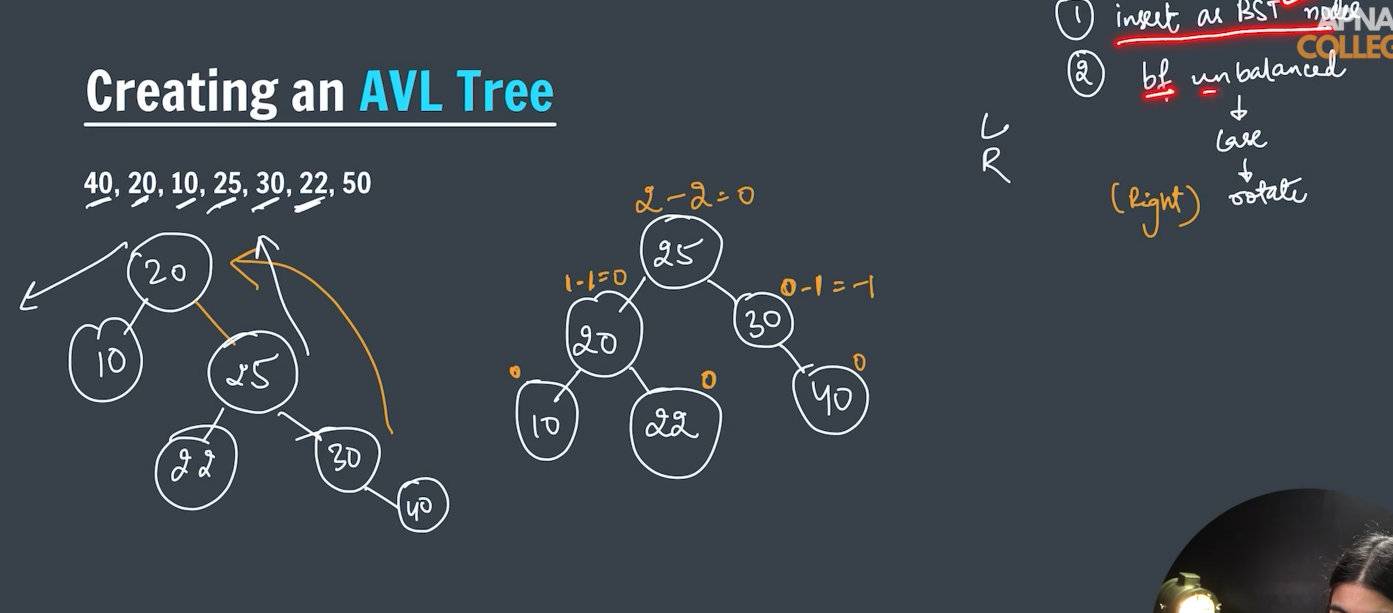 ① insert as BST node
APNA
COLLEG
② bf unbalanced
↓
case
↓
(Right) rotate
L
R
Creating an AVL Tree
40, 20, 10, 25, 30, 22, 50
20
10
25
22
30
40
2-2=0
25
1-1=0
0-1=-1
20
30
0
0
0
10
22
40